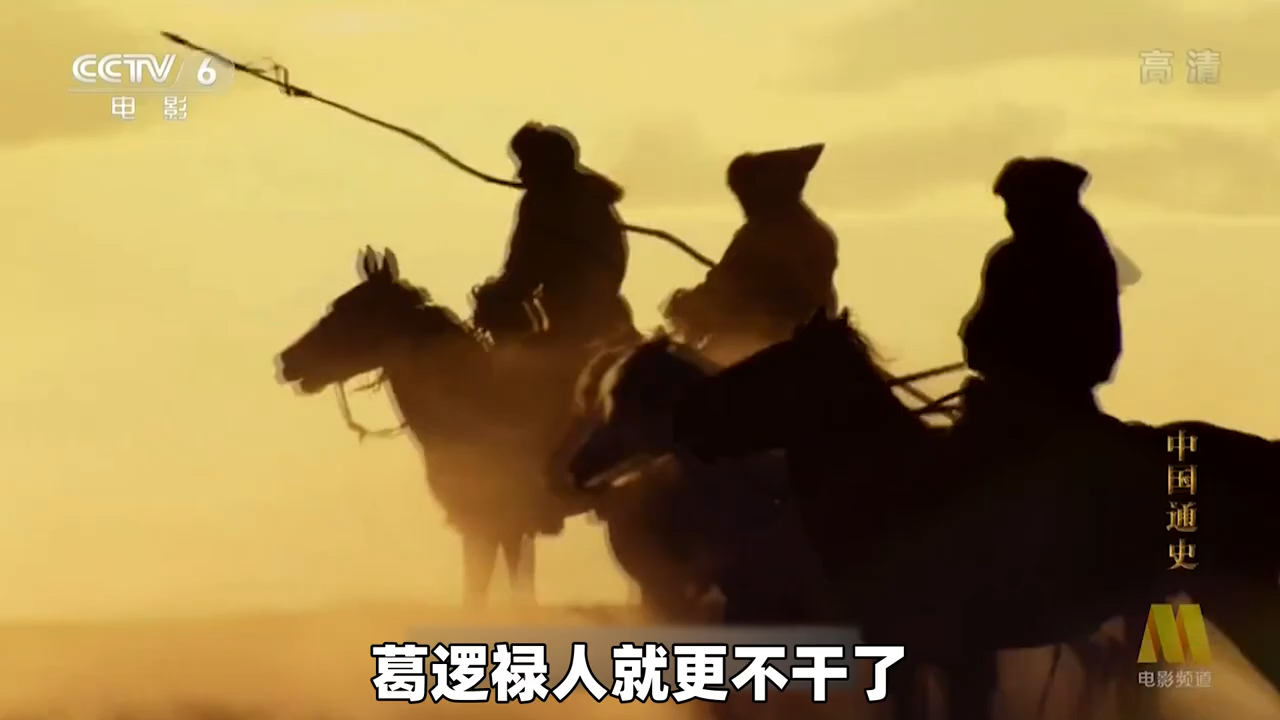 CCTV 6
电影
高清
中国通史
电影频道
葛逻禄人就更不干了